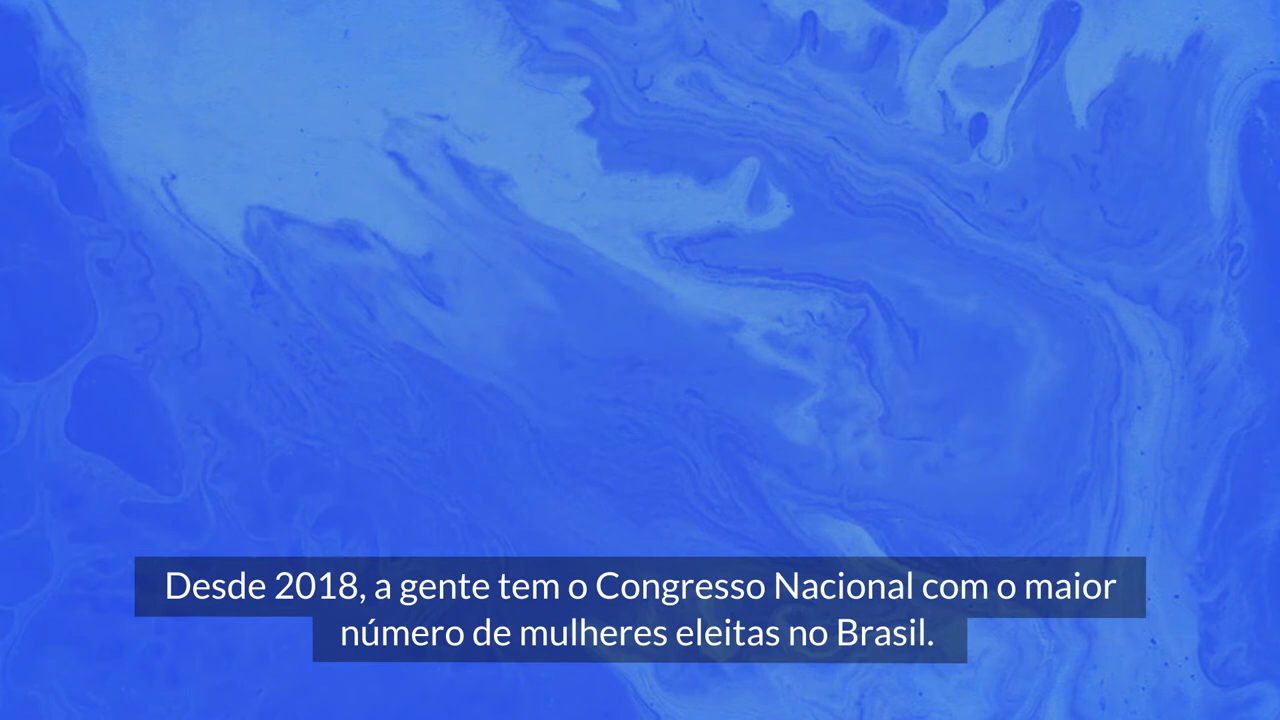 Desde 2018, a gente tem o Congresso Nacional com o maior
número de mulheres eleitas no Brasil.